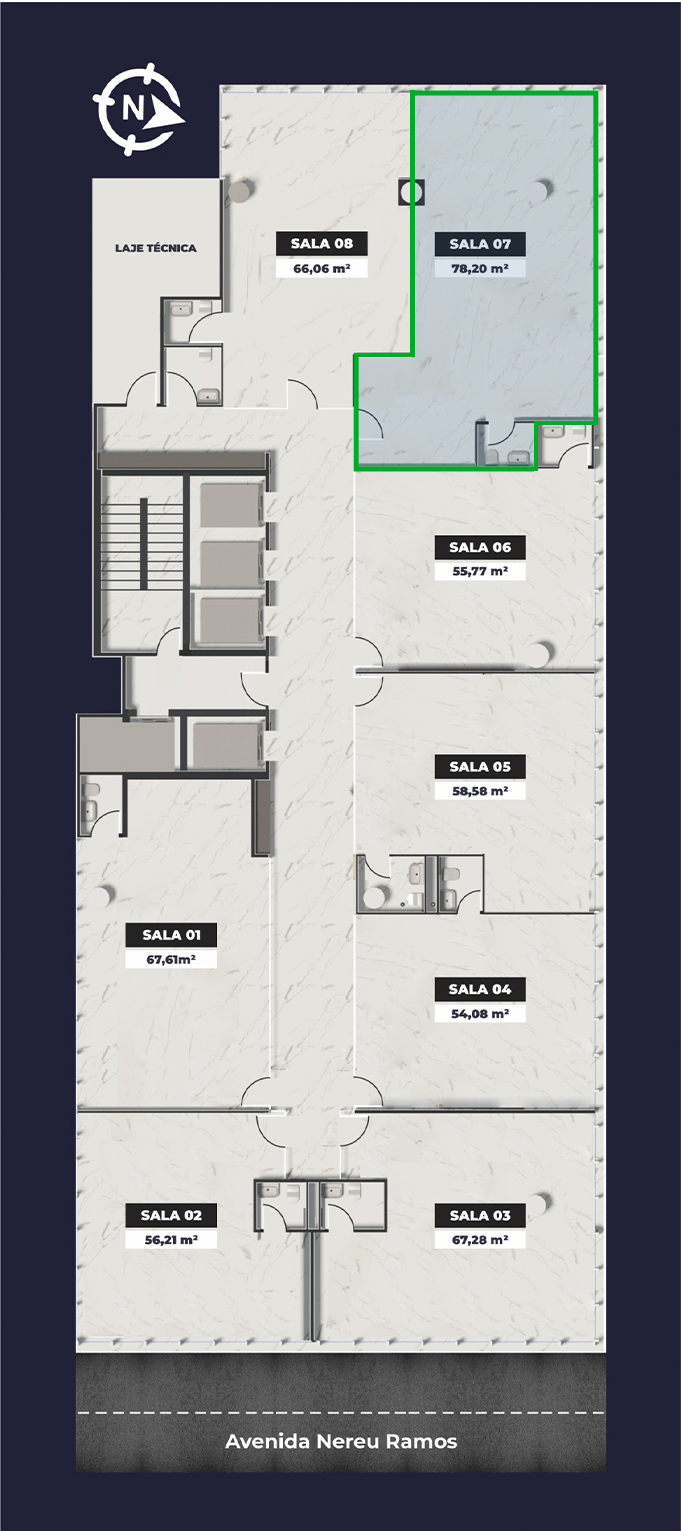 N
LAJE TÉCNICA
SALA 08
66,06 m²
SALA 07
78,20 m²
SALA 06
55,77 m²
SALA 05
58,58 m²
SALA 01
67,61m²
SALA 04
54,08 m²
SALA 02
56,21 m²
SALA 03
67,28 m²
Avenida Nereu Ramos